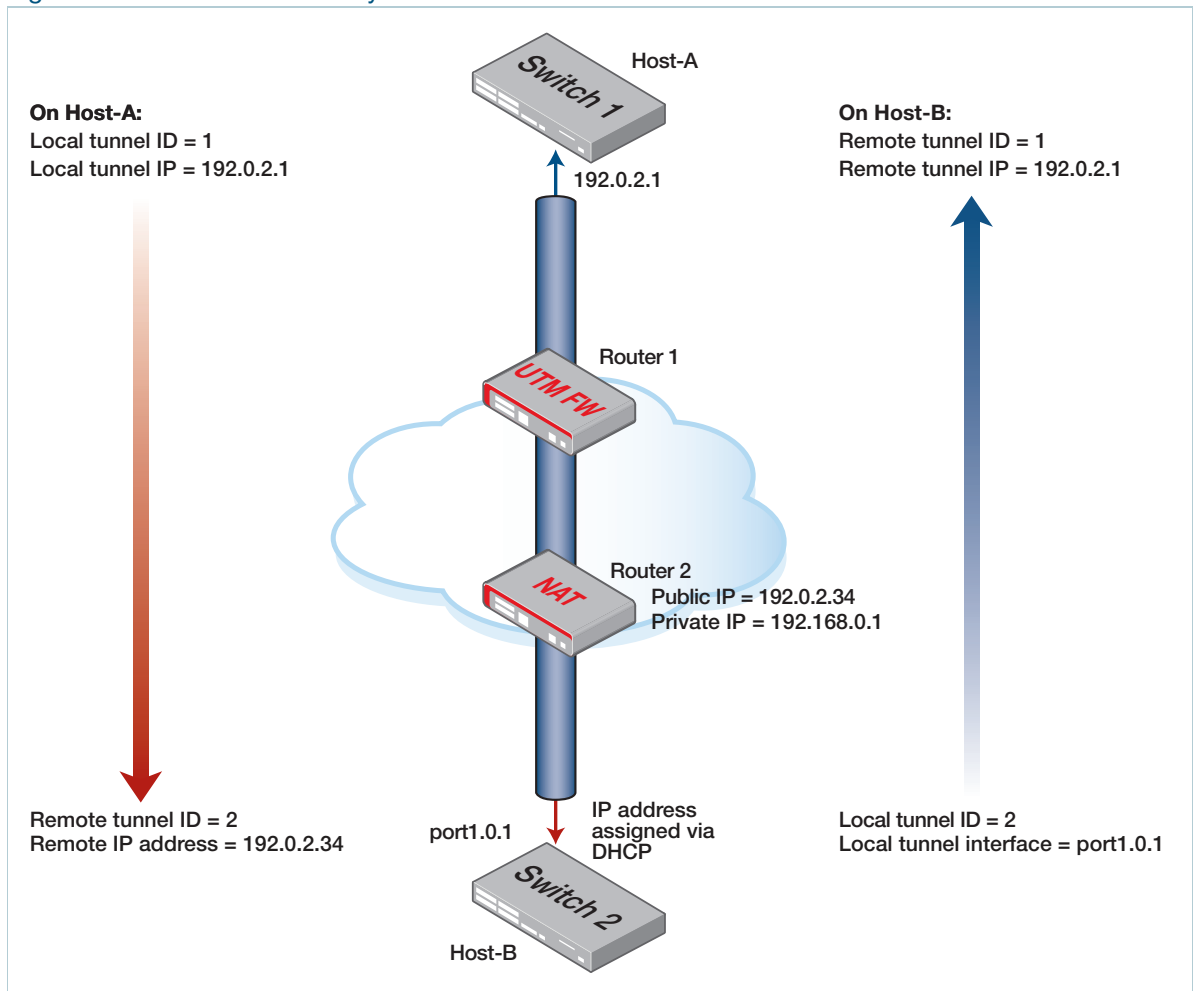 Host-A
Switch 1
On Host-A:
Local tunnel ID = 1
Local tunnel IP = 192.0.2.1
On Host-B:
Remote tunnel ID = 1
Remote tunnel IP = 192.0.2.1
192.0.2.1
Router 1
UTM FW
Router 2
NAT
Public IP = 192.0.2.34
Private IP = 192.168.0.1
Remote tunnel ID = 2
Remote IP address = 192.0.2.34
port1.0.1
IP address
assigned via
DHCP
Local tunnel ID = 2
Local tunnel interface = port1.0.1
Switch 2
Host-B